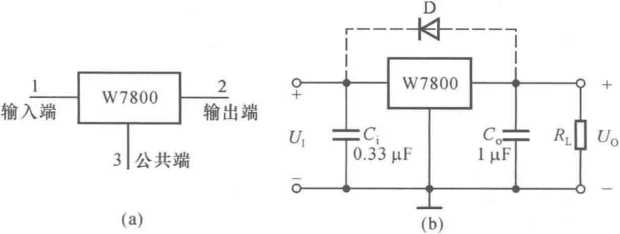 1
输入端
W7800
2
输出端
3 公共端
(a)
D
W7800
+
U_I
−
C_i
0.33 μF
C_o
1 μF
R_L
+
U_O
−
(b)